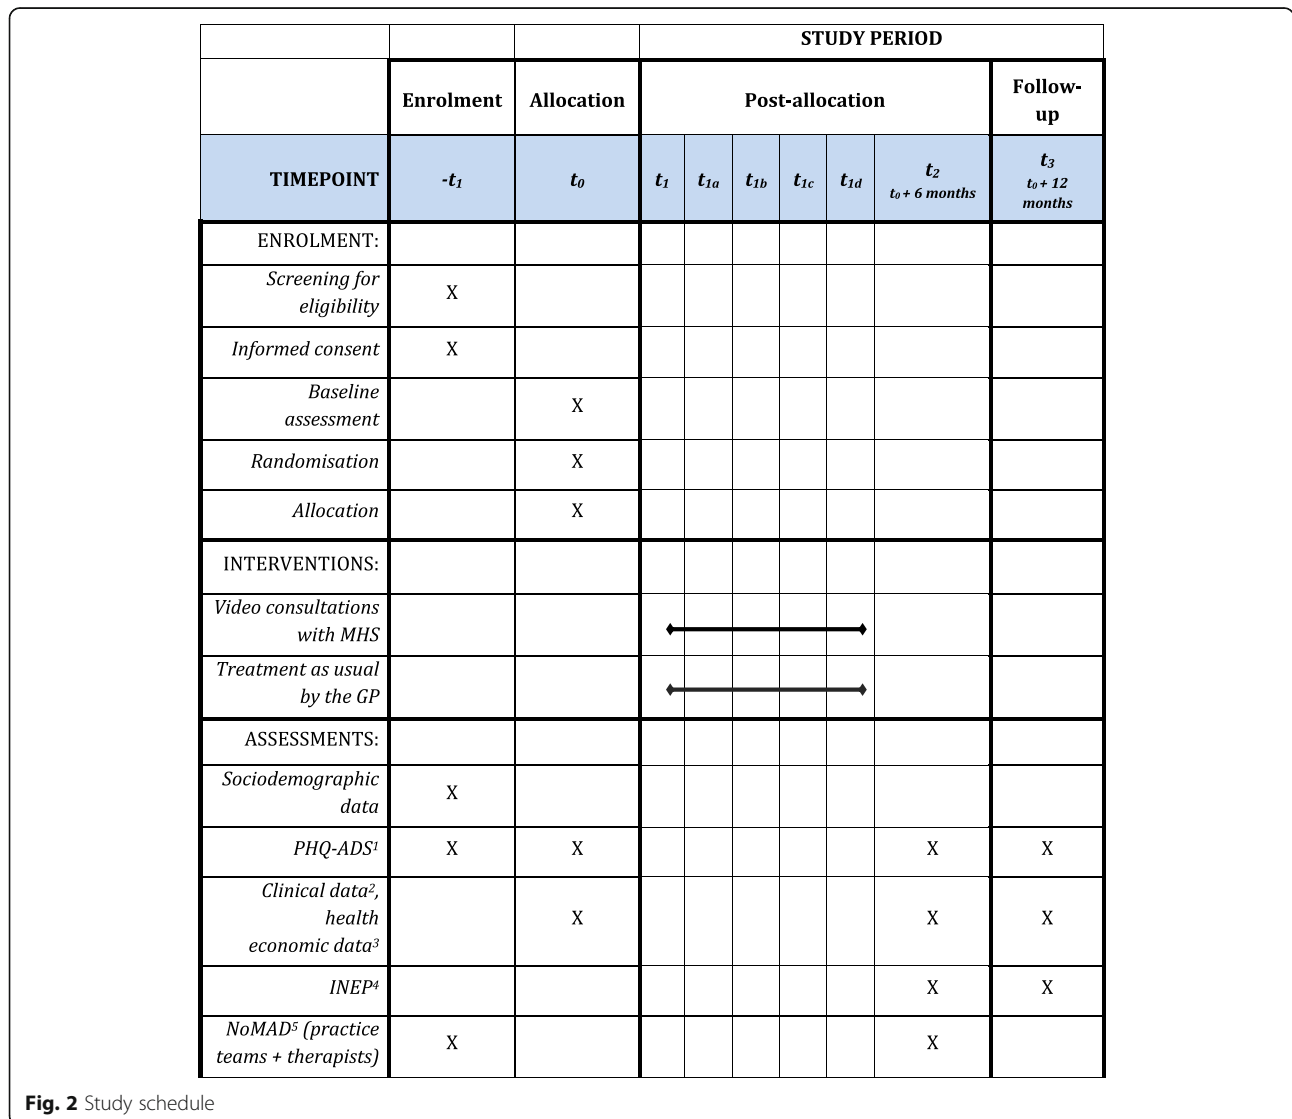 STUDY PERIOD
Enrolment Allocation Post-allocation Follow-
up
TIMEPOINT -t1 t0 t1 t1a t1b t1c t1d t2 t3
t0 + 6 months t0 + 12
months
ENROLMENT:
Screening for
eligibility X
Informed consent X
Baseline
assessment X
Randomisation X
Allocation X
INTERVENTIONS:
Video consultations
with MHS
Treatment as usual
by the GP
ASSESSMENTS:
Sociodemographic
data X
PHQ-ADS¹ X X X X
Clinical data²,
health X X X
economic data³
INEP⁴ X X
NoMAD⁵ (practice
teams + therapists) X X
Fig. 2 Study schedule